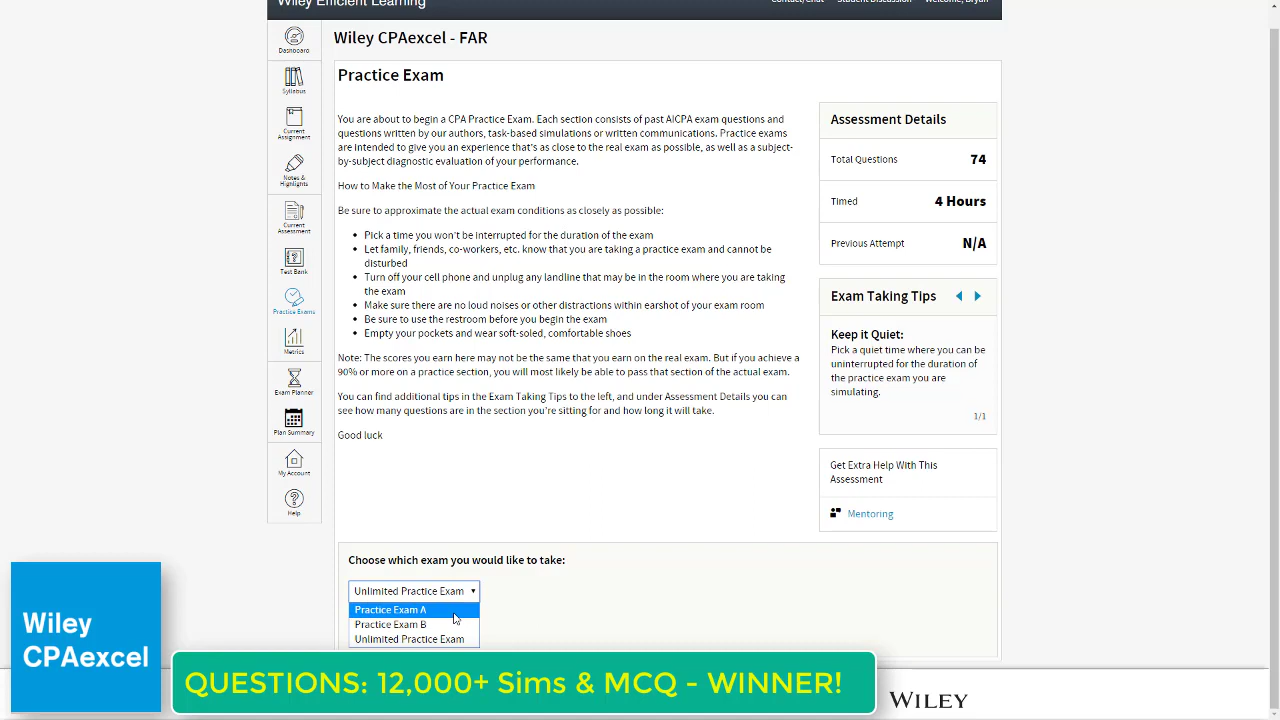 Wiley Efficient Learning
Contact/Chat Student Discussion Welcome, Bryan
Dashboard
Syllabus
Current
Assignment
Notes &
Highlights
Current
Assessment
Test Bank
Practice Exams
Metrics
Exam Planner
Plan Summary
My Account
Help
Wiley CPAexcel - FAR
Practice Exam
You are about to begin a CPA Practice Exam. Each section consists of past AICPA exam questions and
questions written by our authors, task-based simulations or written communications. Practice exams
are intended to give you an experience that's as close to the real exam as possible, as well as a subject-
by-subject diagnostic evaluation of your performance.
How to Make the Most of Your Practice Exam
Be sure to approximate the actual exam conditions as closely as possible:
• Pick a time you won't be interrupted for the duration of the exam
• Let family, friends, co-workers, etc. know that you are taking a practice exam and cannot be
disturbed
• Turn off your cell phone and unplug any landline that may be in the room where you are taking
the exam
• Make sure there are no loud noises or other distractions within earshot of your exam room
• Be sure to use the restroom before you begin the exam
• Empty your pockets and wear soft-soled, comfortable shoes
Note: The scores you earn here may not be the same that you earn on the real exam. But if you achieve a
90% or more on a practice section, you will most likely be able to pass that section of the actual exam.
You can find additional tips in the Exam Taking Tips to the left, and under Assessment Details you can
see how many questions are in the section you're sitting for and how long it will take.
Good luck
Assessment Details
Total Questions 74
Timed 4 Hours
Previous Attempt N/A
Exam Taking Tips
Keep it Quiet:
Pick a quiet time where you can be
uninterrupted for the duration of
the practice exam you are
simulating.
1/1
Get Extra Help With This
Assessment
Mentoring
Choose which exam you would like to take:
Unlimited Practice Exam
Practice Exam A
Practice Exam B
Unlimited Practice Exam
Wiley
CPAexcel
QUESTIONS: 12,000+ Sims & MCQ - WINNER!
WILEY